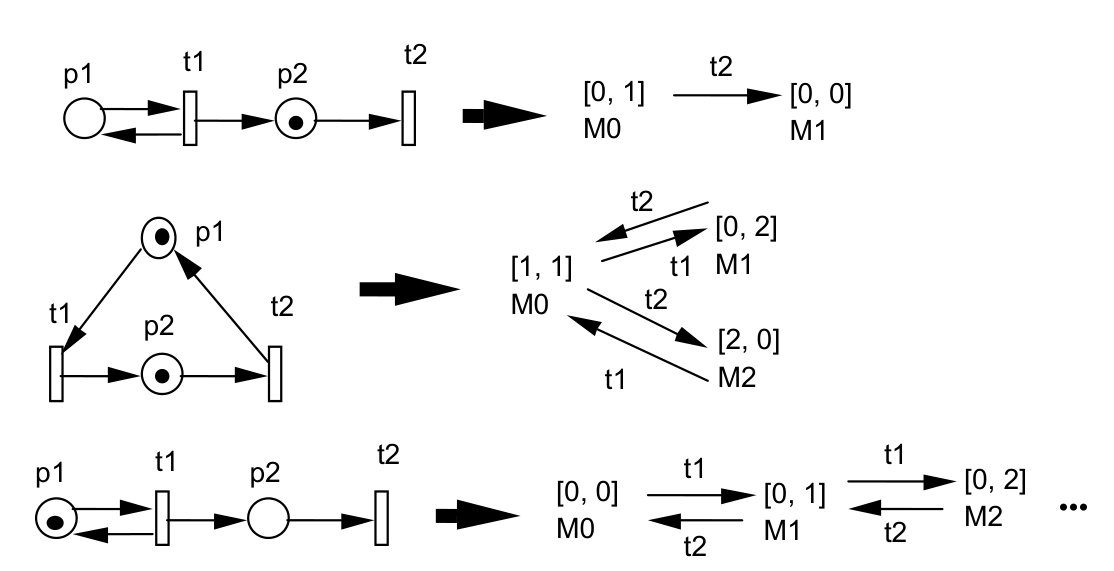 p1
t1
p2
t2
[0, 1]
M0
t2
[0, 0]
M1
p1
t1
p2
t2
[1, 1]
M0
t2
t1
[0, 2]
M1
t2
t1
[2, 0]
M2
p1
t1
p2
t2
[0, 0]
M0
t1
t2
[0, 1]
M1
t1
t2
[0, 2]
M2
...